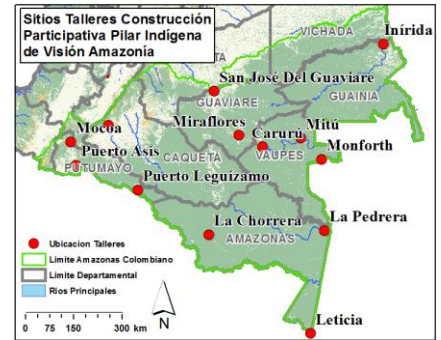 Sitios Talleres Construcción
Participativa Pilar Indígena
de Visión Amazonía
VICHADA
Inírida
TA
San José Del Guaviare
GUAVIARE
GUAINIA
Miraflores
Mitú
Mocoa
Carurú
Monforth
Puerto Asís
CAQUETA
VAUPES
PUTUMAYO
Puerto Leguízamo
La Chorrera
La Pedrera
AMAZONAS
Ubicacion Talleres
Limite Amazonas Colombiano
Limite Departamental
Rios Principales
0 75 150 300 km
N
Leticia